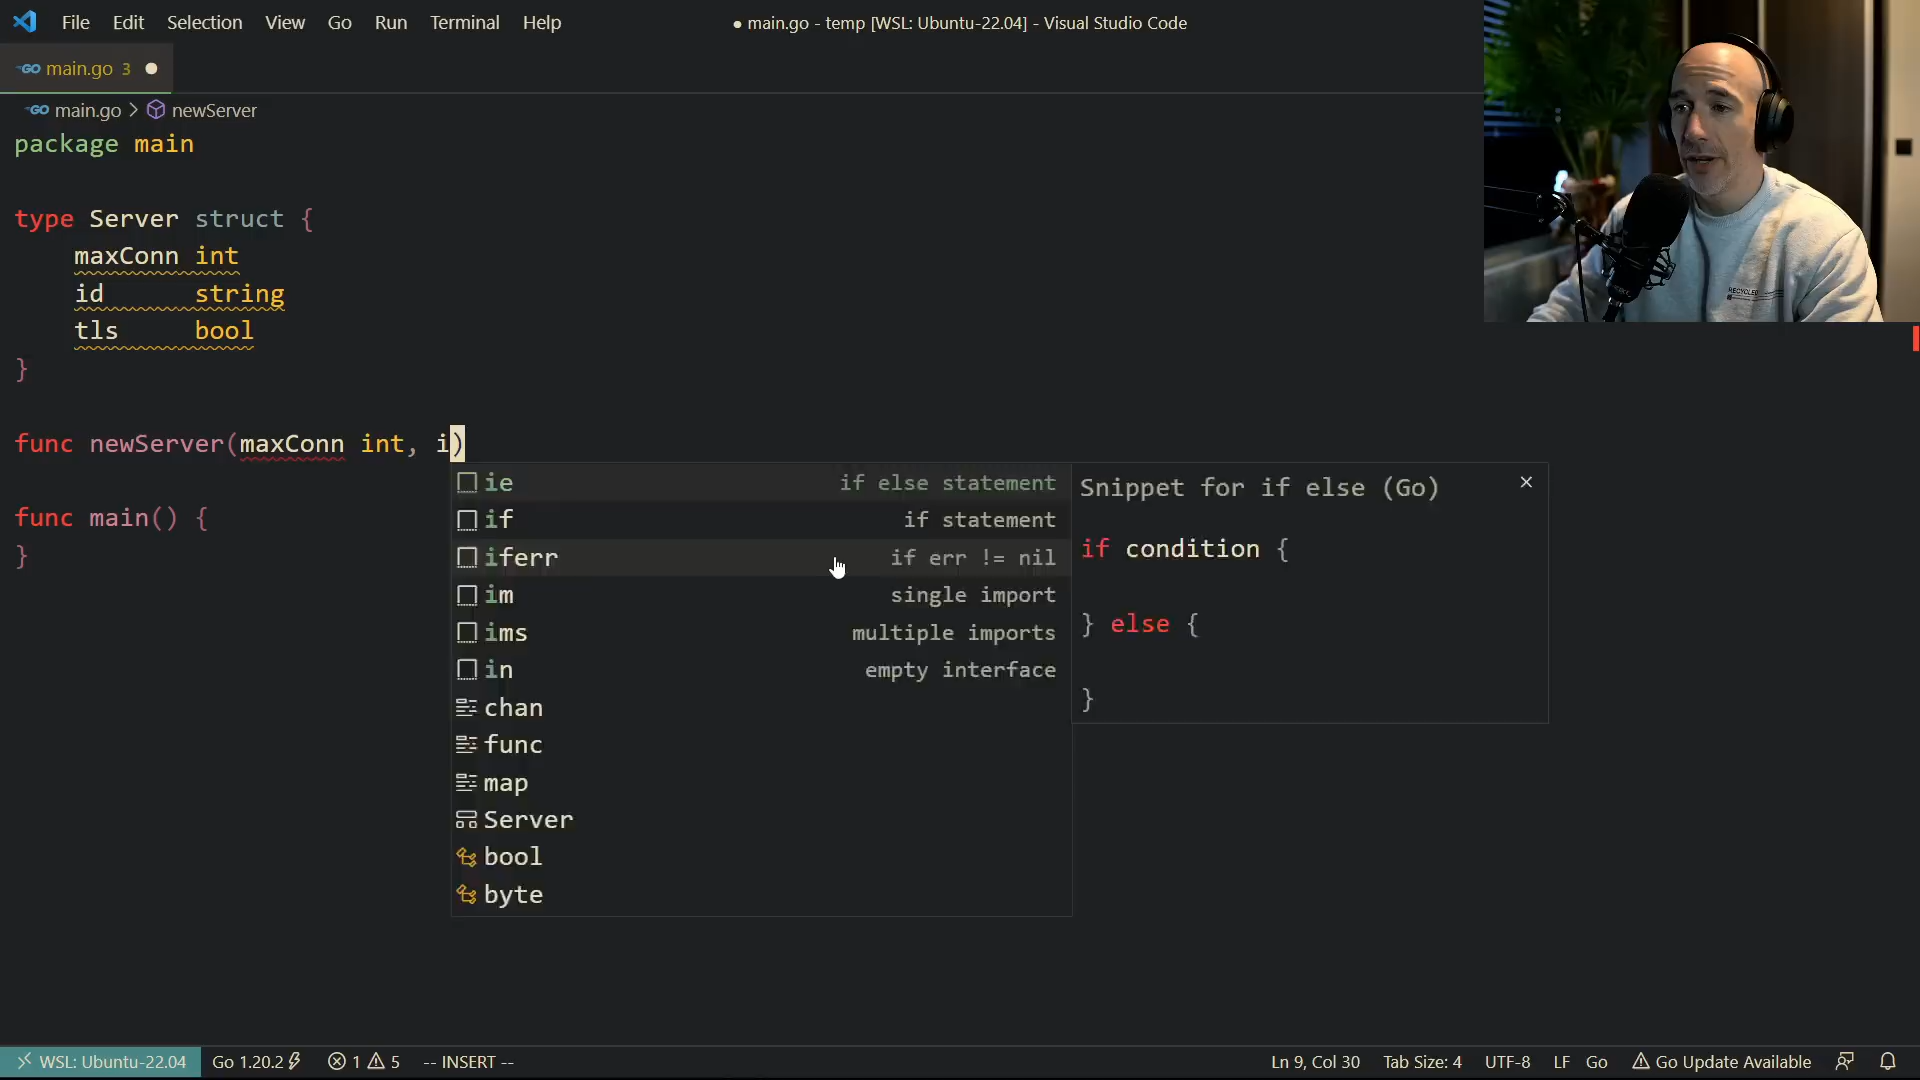 File Edit Selection View Go Run Terminal Help
● main.go - temp [WSL: Ubuntu-22.04] - Visual Studio Code
GO main.go 3 ●
GO main.go > newServer
package main
type Server struct {
maxConn int
id string
tls bool
}
func newServer(maxConn int, i)
func main() {
}
ie if else statement
if if statement
iferr if err != nil
im single import
ims multiple imports
in empty interface
chan
func
map
Server
bool
byte
Snippet for if else (Go)
if condition {
} else {
}
RECYCLED
WSL: Ubuntu-22.04 Go 1.20.2 1 5 -- INSERT --
Ln 9, Col 30 Tab Size: 4 UTF-8 LF Go Go Update Available